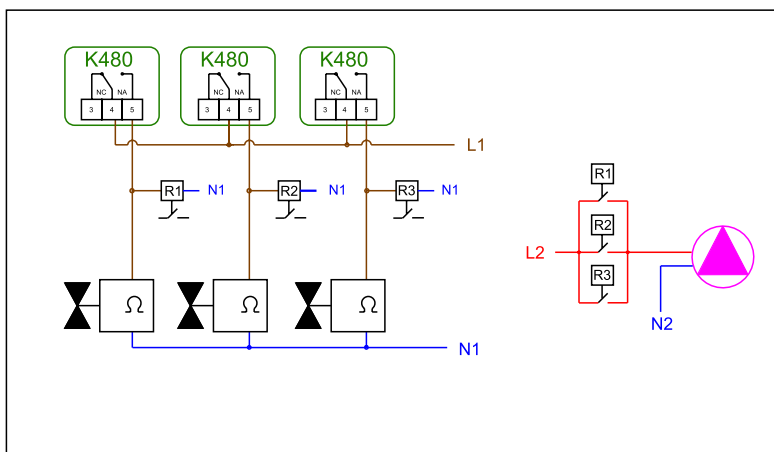 K480 K480 K480
NC NA NC NA NC NA
3 4 5 3 4 5 3 4 5
L1
R1 N1 R2 N1 R3 N1
R1
R2
L2
R3
Ω Ω Ω
N2
N1